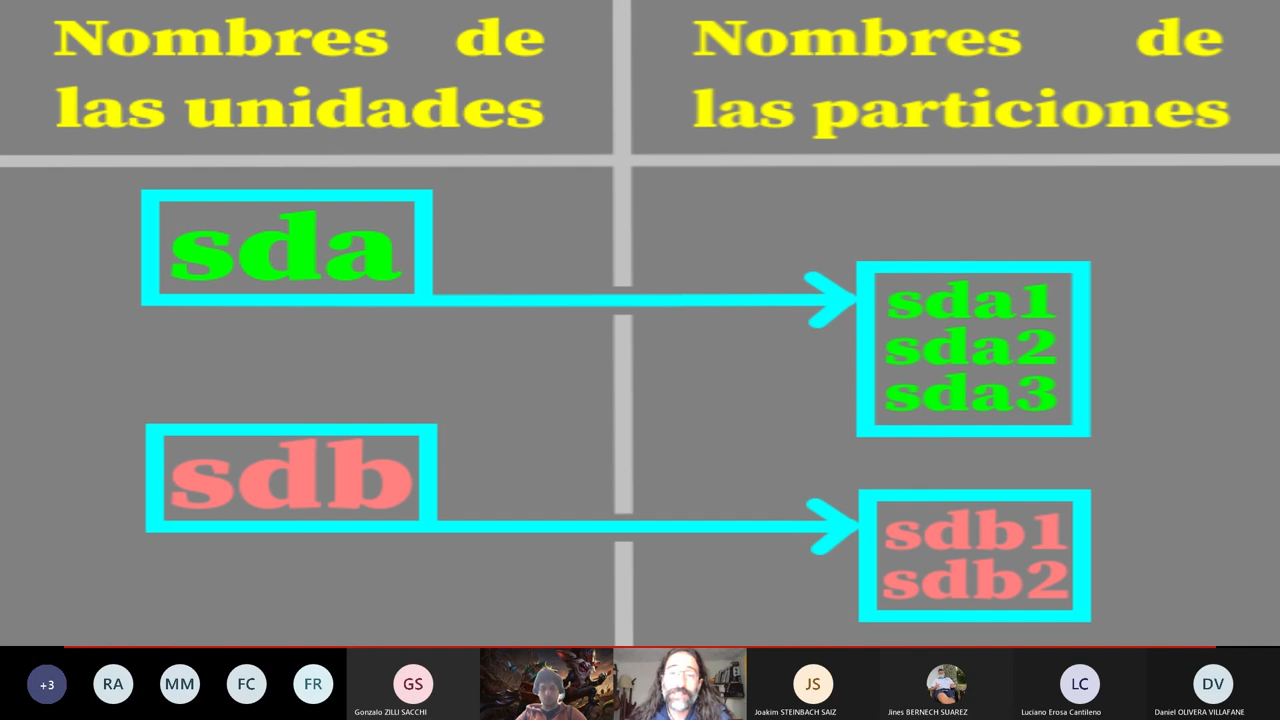 Nombres de
las unidades
Nombres de
las particiones
sda
sda1
sda2
sda3
sdb
sdb1
sdb2
+3
RA
MM
FC
FR
GS
Gonzalo ZILLI SACCHI
JS
Joakim STEINBACH SAIZ
Jines BERNECH SUAREZ
LC
Luciano Erosa Cantileno
DV
Daniel OLIVERA VILLAFANE